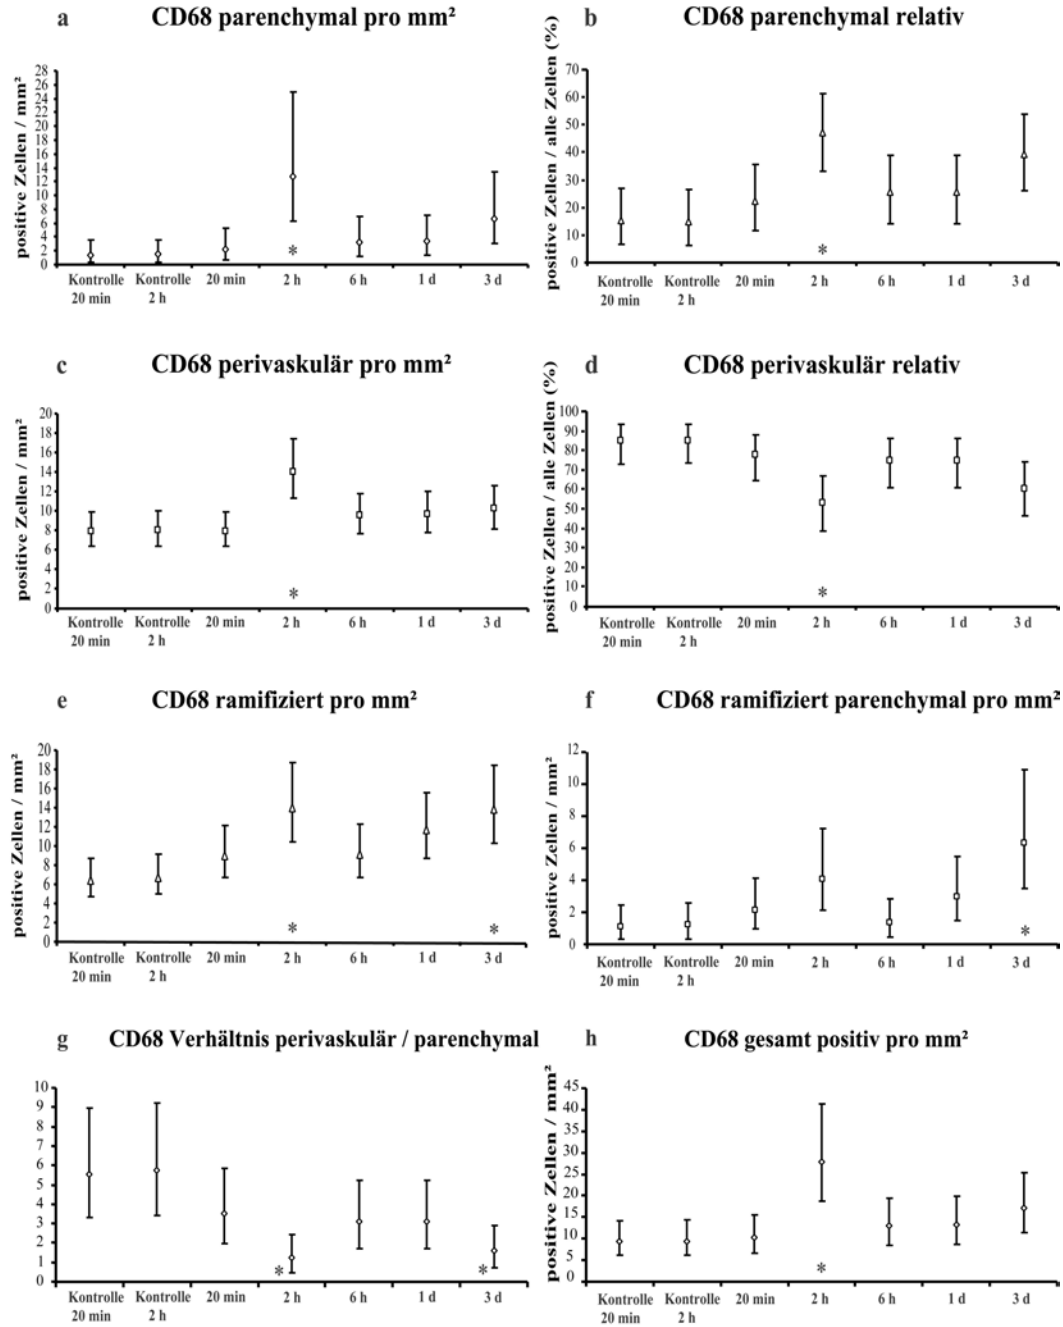 a CD68 parenchymal pro mm²
positive Zellen / mm²
28
26
24
22
20
18
16
14
12
10
8
6
4
2
0
*
Kontrolle 20 min
Kontrolle 2 h
20 min
2 h
6 h
1 d
3 d
b CD68 parenchymal relativ
positive Zellen / alle Zellen (%)
70
60
50
40
30
20
10
0
*
Kontrolle 20 min
Kontrolle 2 h
20 min
2 h
6 h
1 d
3 d
c CD68 perivaskulär pro mm²
positive Zellen / mm²
20
18
16
14
12
10
8
6
4
2
0
*
Kontrolle 20 min
Kontrolle 2 h
20 min
2 h
6 h
1 d
3 d
d CD68 perivaskulär relativ
positive Zellen / alle Zellen (%)
100
90
80
70
60
50
40
30
20
10
0
*
Kontrolle 20 min
Kontrolle 2 h
20 min
2 h
6 h
1 d
3 d
e CD68 ramifiziert pro mm²
positive Zellen / mm²
20
18
16
14
12
10
8
6
4
2
0
*
*
Kontrolle 20 min
Kontrolle 2 h
20 min
2 h
6 h
1 d
3 d
f CD68 ramifiziert parenchymal pro mm²
positive Zellen / mm²
12
10
8
6
4
2
0
*
Kontrolle 20 min
Kontrolle 2 h
20 min
2 h
6 h
1 d
3 d
g CD68 Verhältnis perivaskulär / parenchymal
10
9
8
7
6
5
4
3
2
1
0
*
*
Kontrolle 20 min
Kontrolle 2 h
20 min
2 h
6 h
1 d
3 d
h CD68 gesamt positiv pro mm²
positive Zellen / mm²
45
40
35
30
25
20
15
10
5
0
*
Kontrolle 20 min
Kontrolle 2 h
20 min
2 h
6 h
1 d
3 d